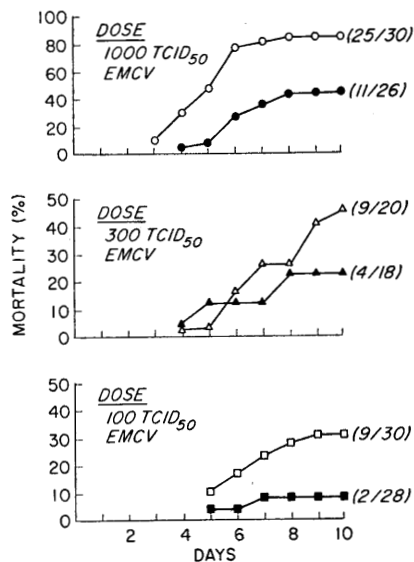 100
80
60
40
20
0
DOSE
1000 TCID50
EMCV
(25/30)
(11/26)
MORTALITY (%)
50
40
30
20
10
0
DOSE
300 TCID50
EMCV
(9/20)
(4/18)
50
40
30
20
10
0
DOSE
100 TCID50
EMCV
(9/30)
(2/28)
2 4 6 8 10
DAYS